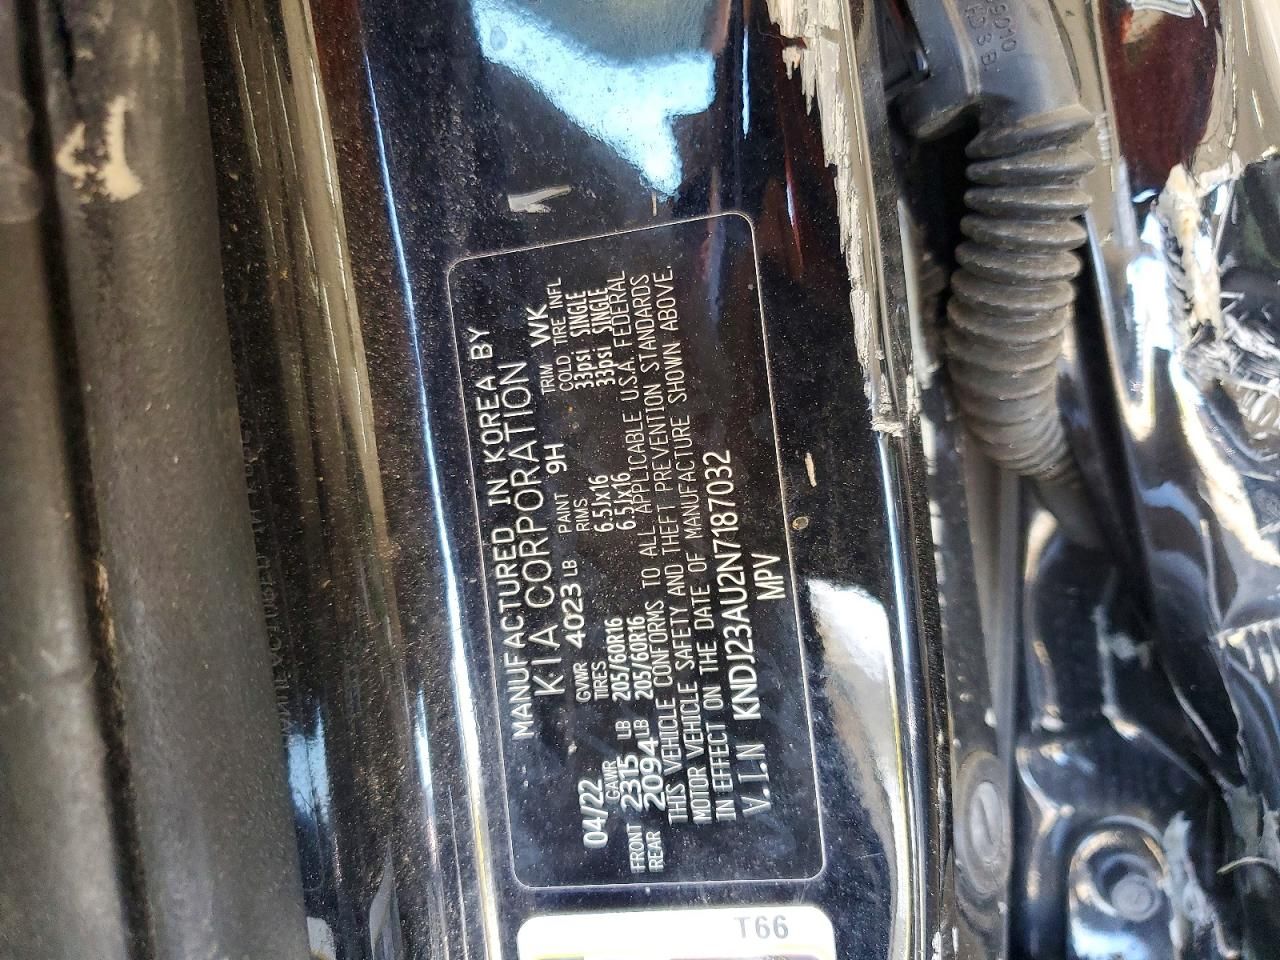 MANUFACTURED IN KOREA BY
KIA CORPORATION
04/22 GVWR 4023 LB PAINT 9H TRIM WK
GAWR TIRES RIMS COLD TIRE INFL
FRONT 2315 LB 205/60R16 6.5Jx16 33psi SINGLE
REAR 2094 LB 205/60R16 6.5Jx16 33psi SINGLE
THIS VEHICLE CONFORMS TO ALL APPLICABLE U.S.A. FEDERAL
MOTOR VEHICLE SAFETY AND THEFT PREVENTION STANDARDS
IN EFFECT ON THE DATE OF MANUFACTURE SHOWN ABOVE.
V.I.N KNDJ23AU2N7187032
MPV
T66